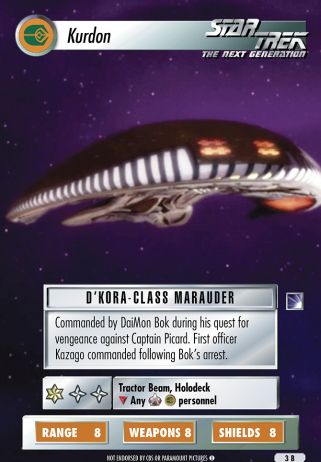 Kurdon
STAR TREK
THE NEXT GENERATION
D'KORA-CLASS MARAUDER
Commanded by DaiMon Bok during his quest for
vengeance against Captain Picard. First officer
Kazago commanded following Bok's arrest.
Tractor Beam, Holodeck
Any personnel
RANGE 8 WEAPONS 8 SHIELDS 8
NOT ENDORSED BY CBS OR PARAMOUNT PICTURES
3 B